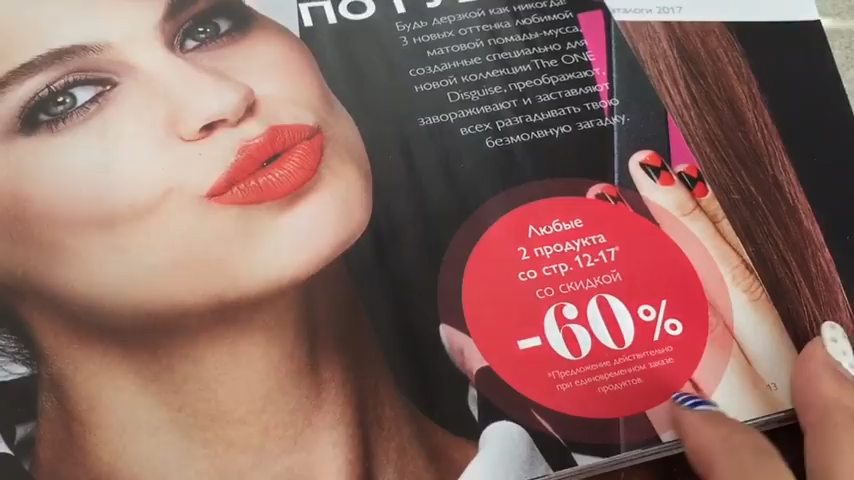 Будь дерзкой как никогда!
3 новых оттенка любимой
матовой помады-мусса,
созданные специально для
новой коллекции The ONE
Disguise, преображают,
завораживают и заставляют
всех разгадывать твою
безмолвную загадку.
каталоги 2017
Любые
2 продукта
со стр. 12-17*
со скидкой
-60%
*Предложение действительно
при единовременном заказе
продуктов.
13